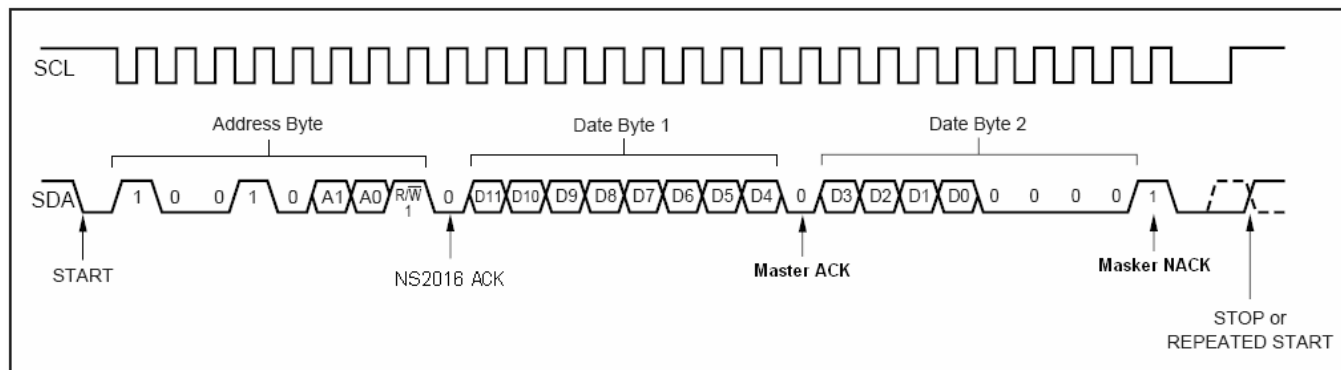 SCL
Address Byte
Date Byte 1
Date Byte 2
SDA
1 0 0 1 0 A1 A0 R/W̅ 1 0 D11 D10 D9 D8 D7 D6 D5 D4 0 D3 D2 D1 D0 0 0 0 0 1
START
NS2016 ACK
Master ACK
Masker NACK
STOP or
REPEATED START